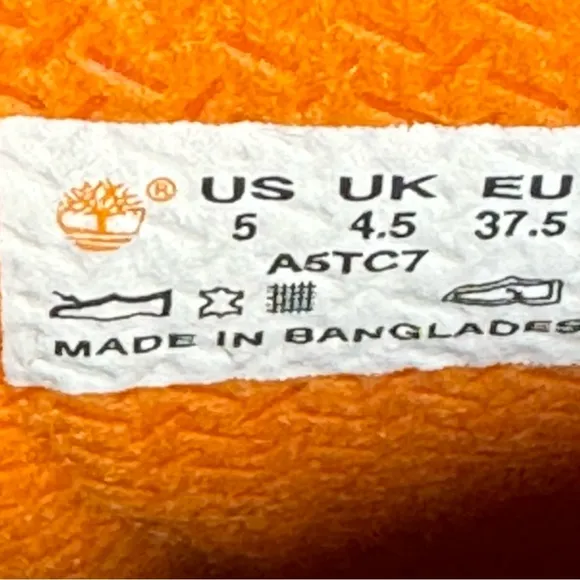 ® US UK EU
5 4.5 37.5
A5TC7
MADE IN BANGLADES